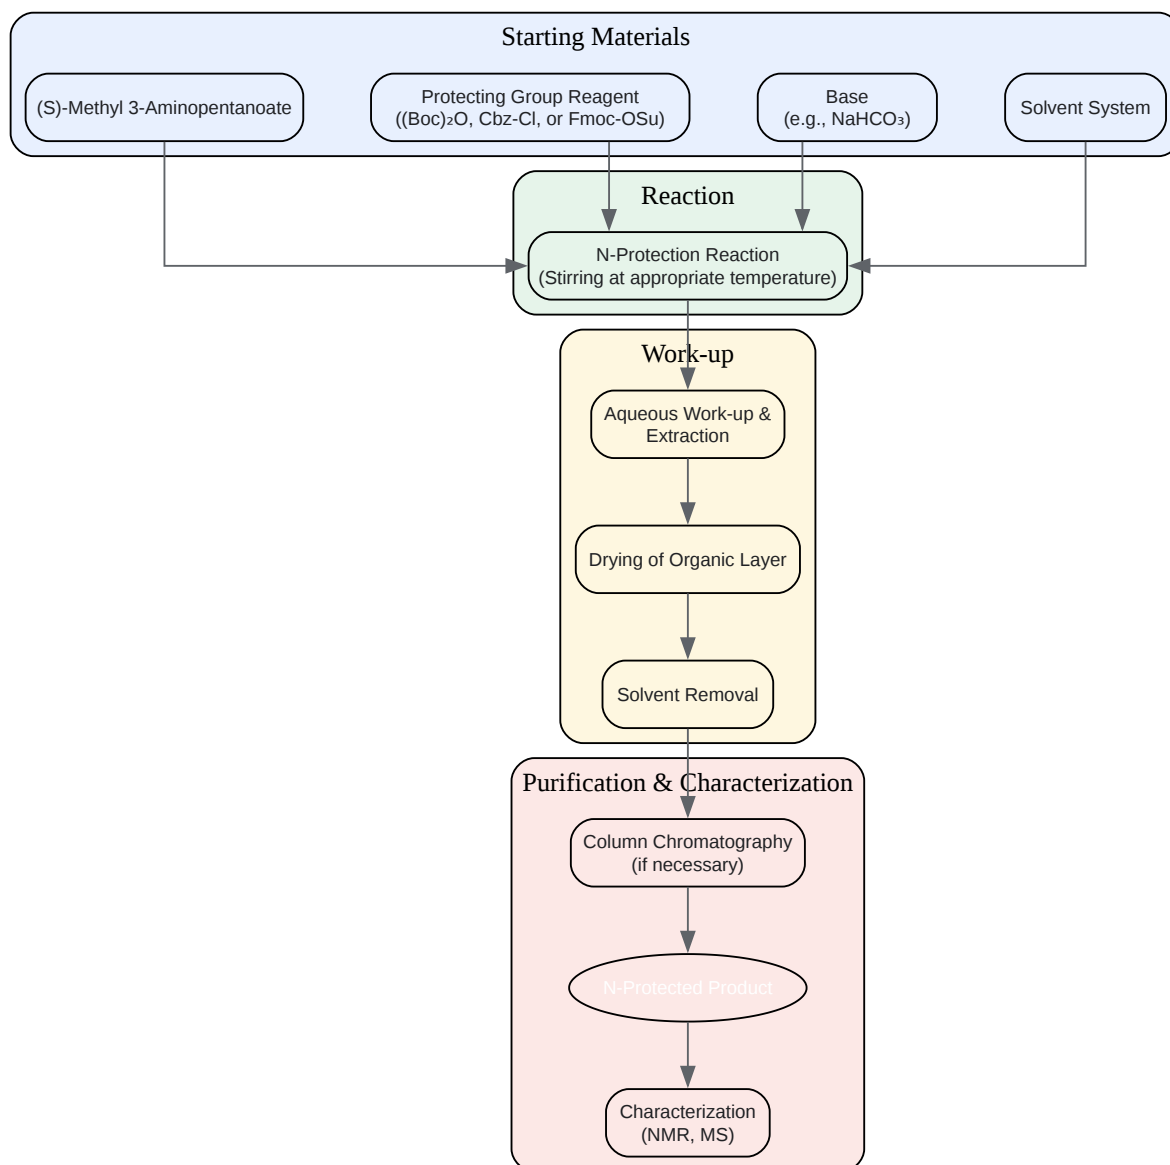 Starting Materials
(S)-Methyl 3-Aminopentanoate
Protecting Group Reagent
((Boc)₂O, Cbz-Cl, or Fmoc-OSu)
Base
(e.g., NaHCO₃)
Solvent System
Reaction
N-Protection Reaction
(Stirring at appropriate temperature)
Work-up
Aqueous Work-up &
Extraction
Drying of Organic Layer
Solvent Removal
Purification & Characterization
Column Chromatography
(if necessary)
N-Protected Product
Characterization
(NMR, MS)